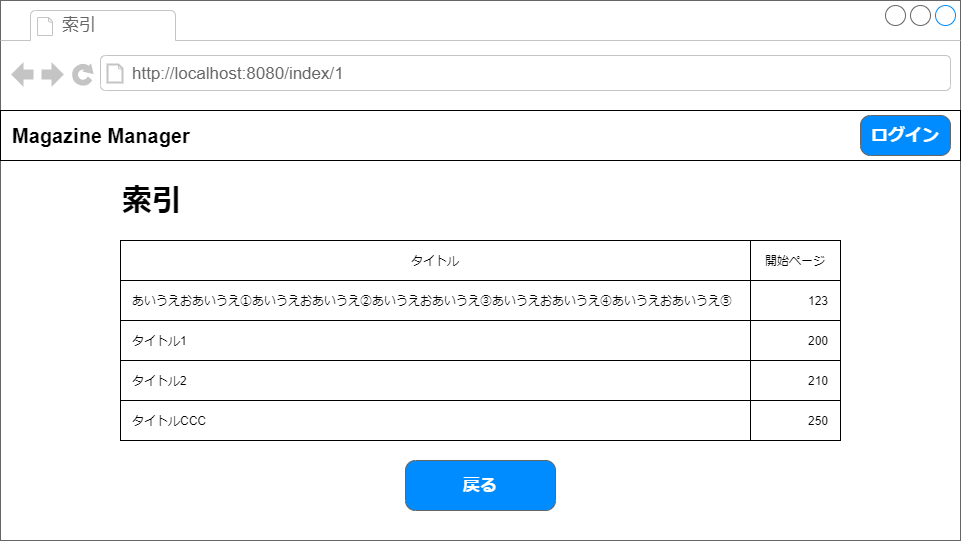 索引
http://localhost:8080/index/1
Magazine Manager ログイン
索引
タイトル 開始ページ
あいうえおあいうえ①あいうえおあいうえ②あいうえおあいうえ③あいうえおあいうえ④あいうえおあいうえ⑤ 123
タイトル1 200
タイトル2 210
タイトルCCC 250
戻る